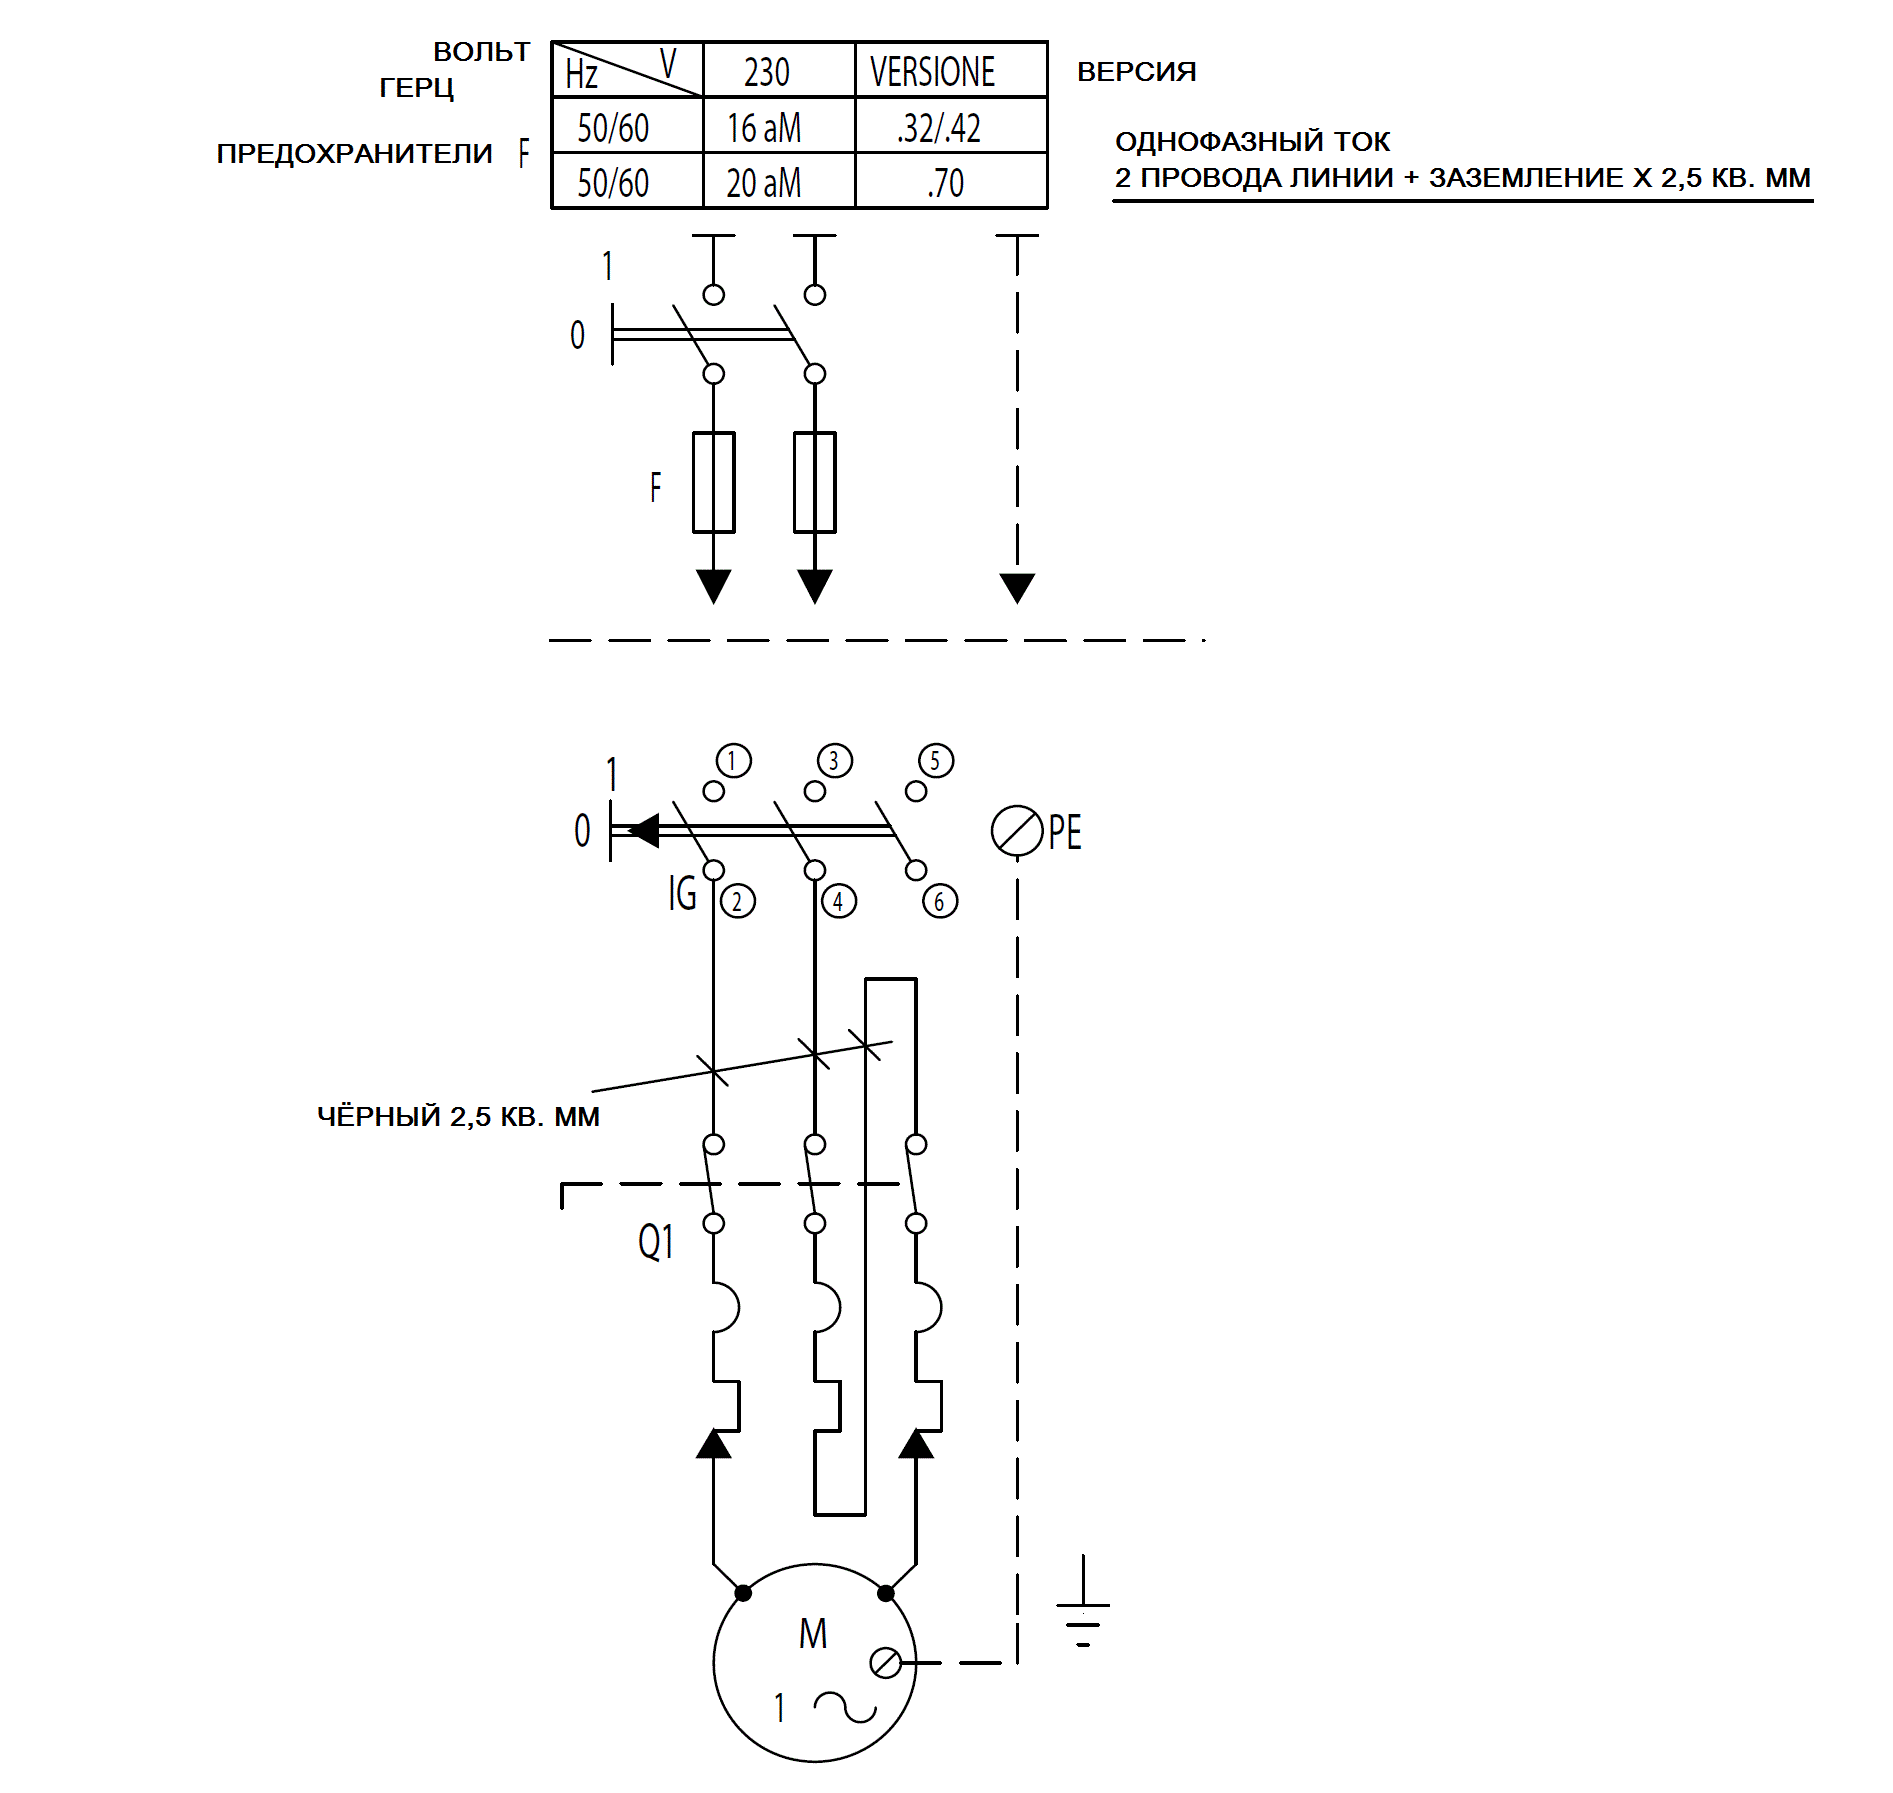 ВОЛЬТ
ГЕРЦ
Hz V 230 VERSIONE
ВЕРСИЯ
50/60 16 aM .32/.42
ПРЕДОХРАНИТЕЛИ F
50/60 20 aM .70
ОДНОФАЗНЫЙ ТОК
2 ПРОВОДА ЛИНИИ + ЗАЗЕМЛЕНИЕ X 2,5 КВ. ММ
1
0
F
1 3 5
1
0
PE
IG 2 4 6
ЧЁРНЫЙ 2,5 КВ. ММ
Q1
M
1